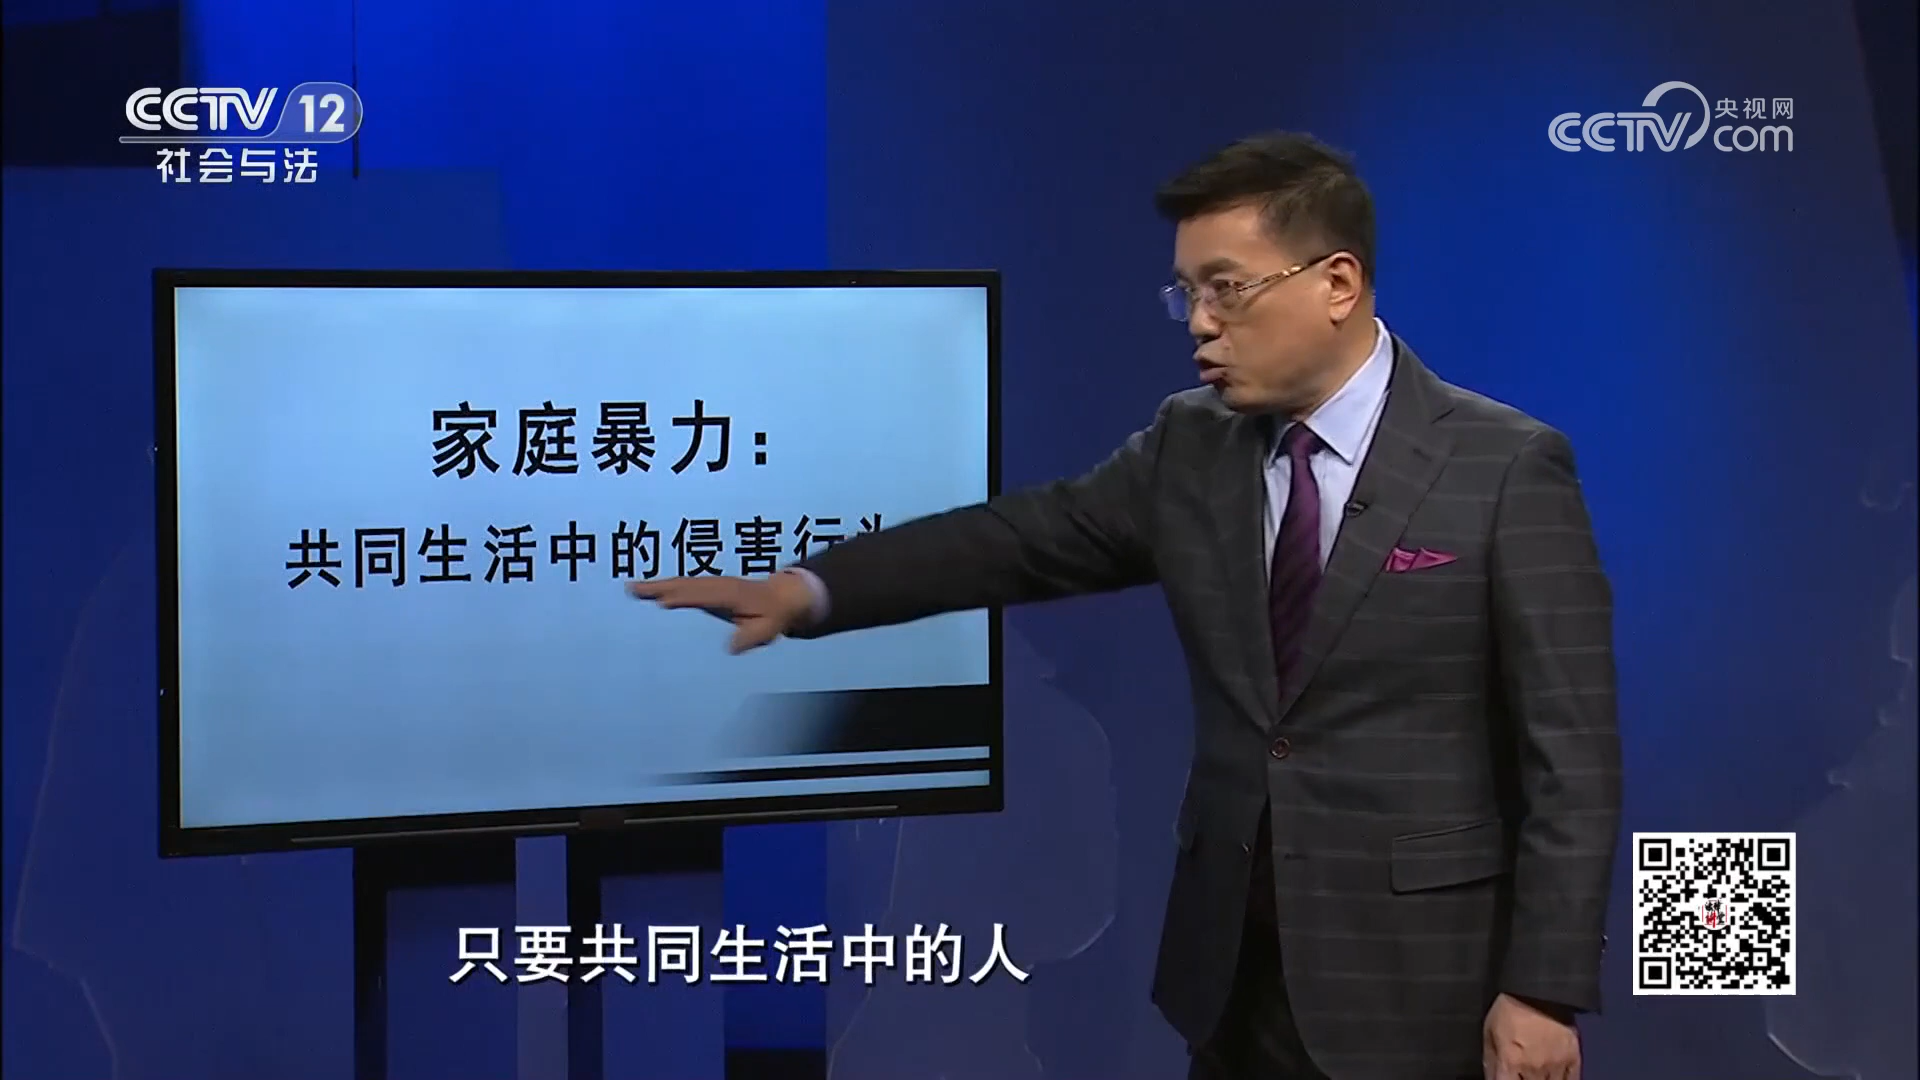 CCTV 12
社会与法
央视网
CCTV com
家庭暴力：
共同生活中的侵害行为
只要共同生活中的人